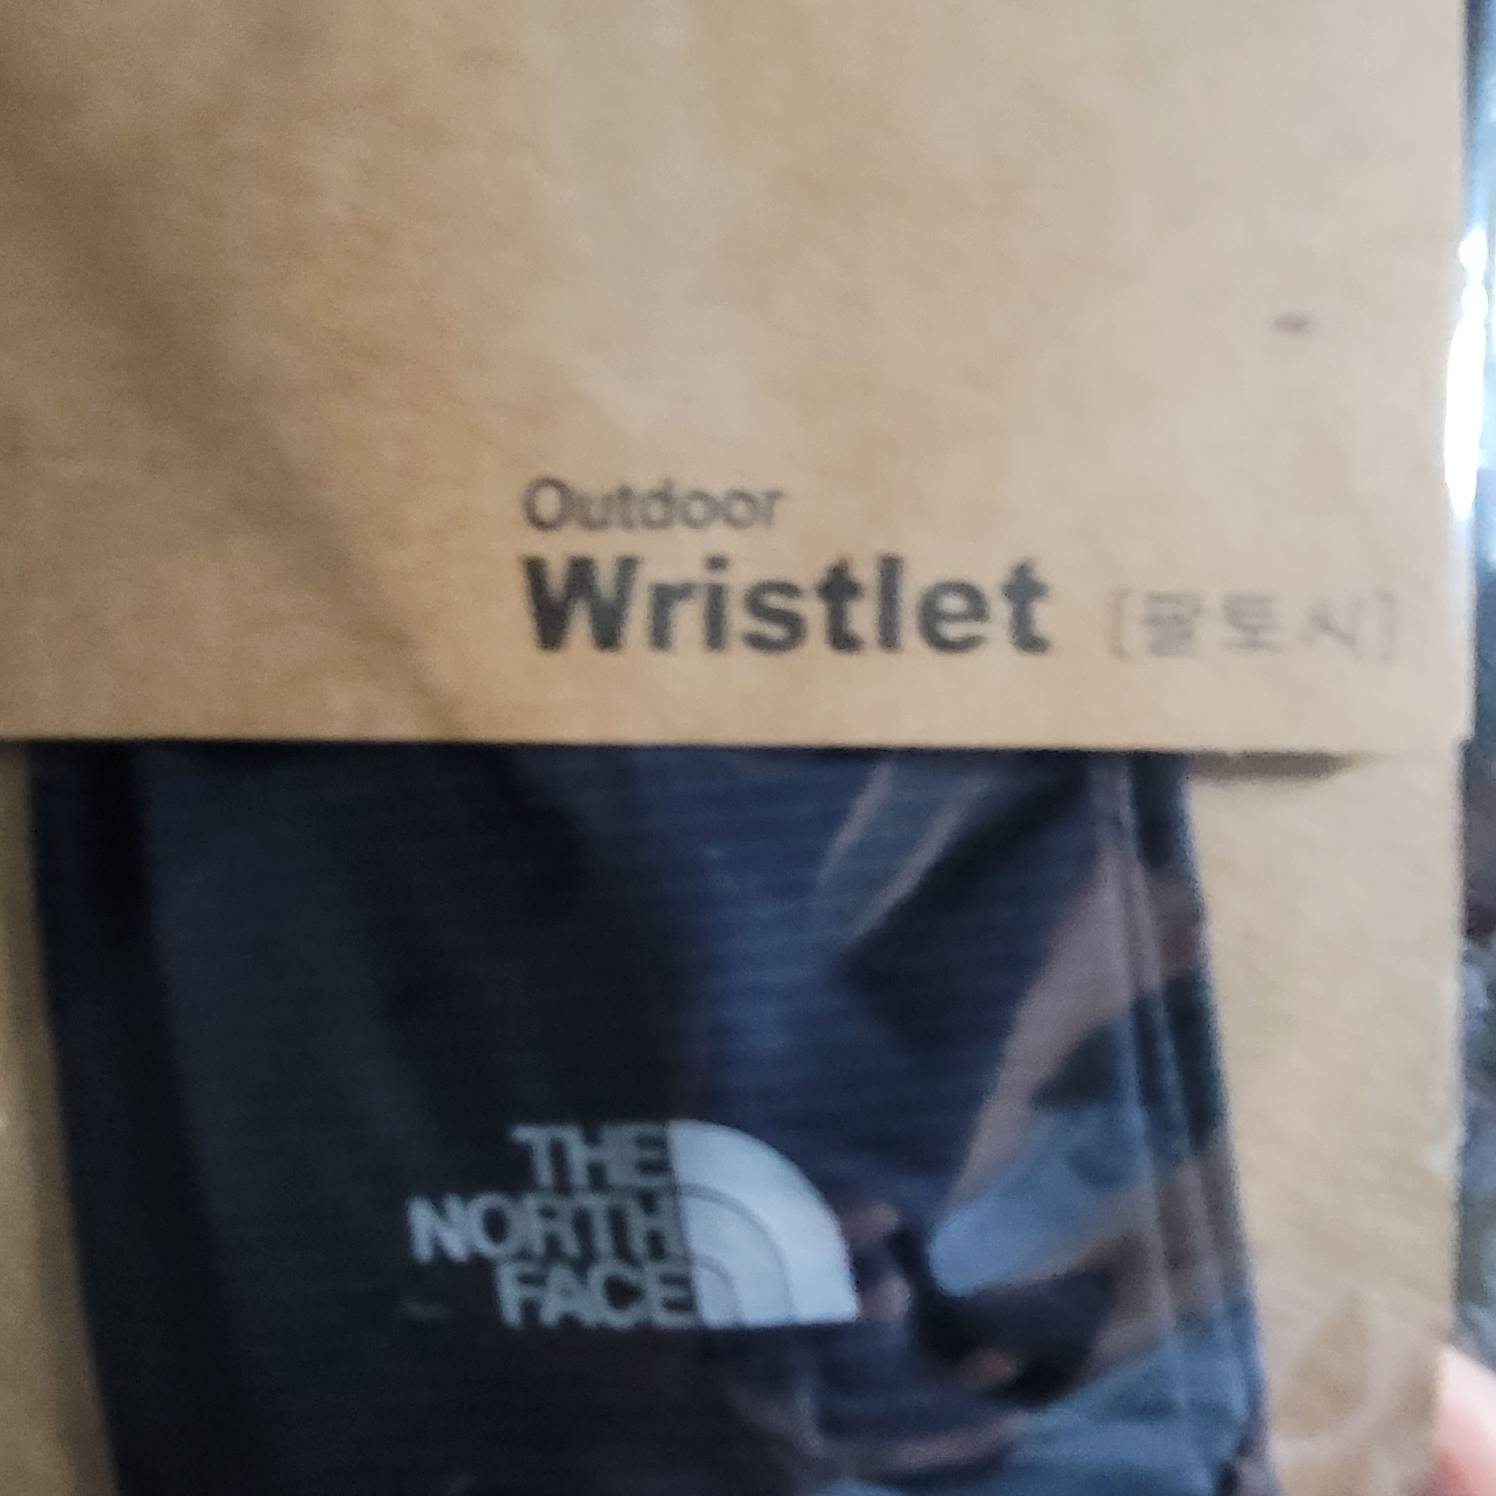 Outdoor
Wristlet [팔토시]
THE
NORTH
FACE